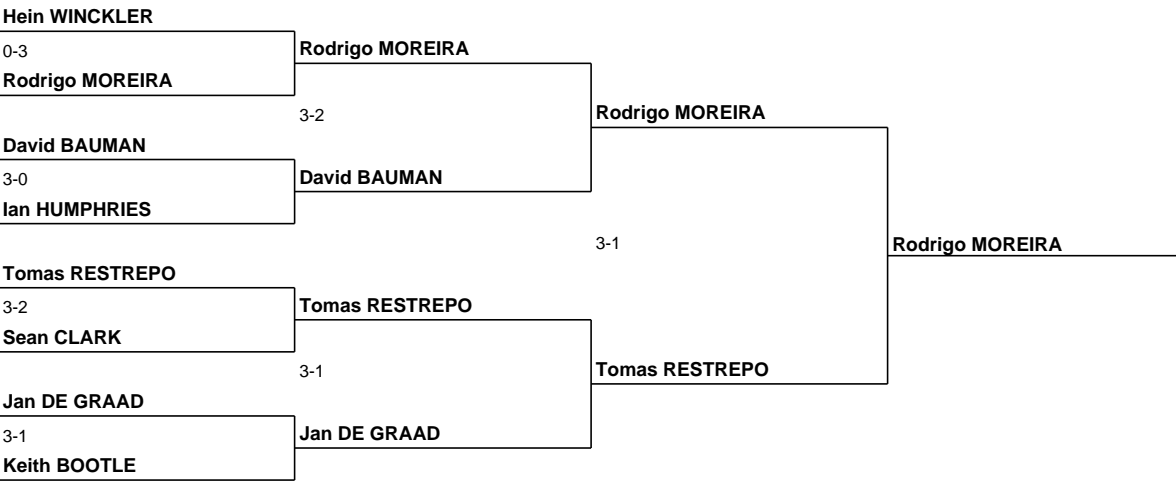 Hein WINCKLER
0-3
Rodrigo MOREIRA
Rodrigo MOREIRA
3-2
David BAUMAN
3-0
Ian HUMPHRIES
David BAUMAN
Rodrigo MOREIRA
3-1
Rodrigo MOREIRA
Tomas RESTREPO
3-2
Sean CLARK
Tomas RESTREPO
3-1
Tomas RESTREPO
Jan DE GRAAD
3-1
Keith BOOTLE
Jan DE GRAAD